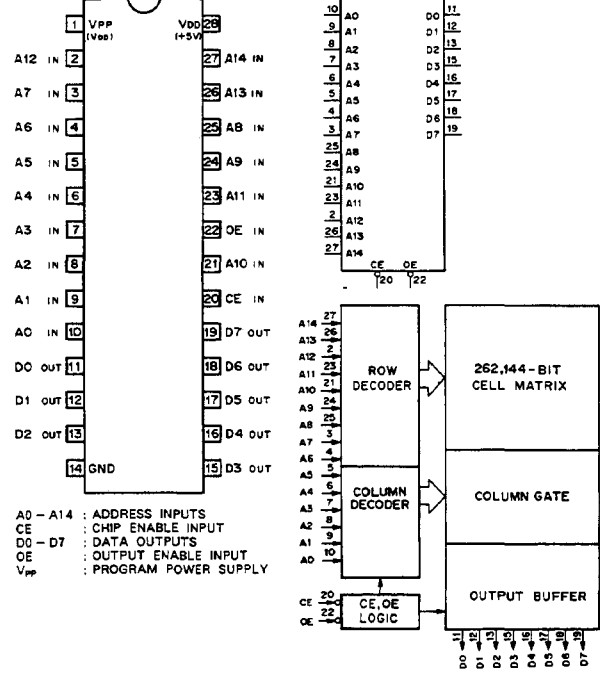 1 VPP (VDD) VDD (+5V) 28
A12 IN 2 27 A14 IN
A7 IN 3 26 A13 IN
A6 IN 4 25 A8 IN
A5 IN 5 24 A9 IN
A4 IN 6 23 A11 IN
A3 IN 7 22 OE IN
A2 IN 8 21 A10 IN
A1 IN 9 20 CE IN
A0 IN 10 19 D7 OUT
D0 OUT 11 18 D6 OUT
D1 OUT 12 17 D5 OUT
D2 OUT 13 16 D4 OUT
14 GND 15 D3 OUT
A0 - A14 : ADDRESS INPUTS
CE : CHIP ENABLE INPUT
D0 - D7 : DATA OUTPUTS
OE : OUTPUT ENABLE INPUT
VPP : PROGRAM POWER SUPPLY
10 A0 D0 11
9 A1 D1 12
8 A2 D2 13
7 A3 D3 15
6 A4 D4 16
5 A5 D5 17
4 A6 D6 18
3 A7 D7 19
25 A8
24 A9
21 A10
23 A11
2 A12
26 A13
27 A14
CE OE
20 22
A14 27
A13 26
A12 2
A11 23
A10 21
A9 24
A8 25
A7 3
A6 4
A5 5
A4 6
A3 7
A2 8
A1 9
A0 10
ROW
DECODER
COLUMN
DECODER
262,144-BIT
CELL MATRIX
COLUMN GATE
OUTPUT BUFFER
CE 20
OE 22
CE, OE
LOGIC
11 12 13 15 16 17 18 19
D0 D1 D2 D3 D4 D5 D6 D7